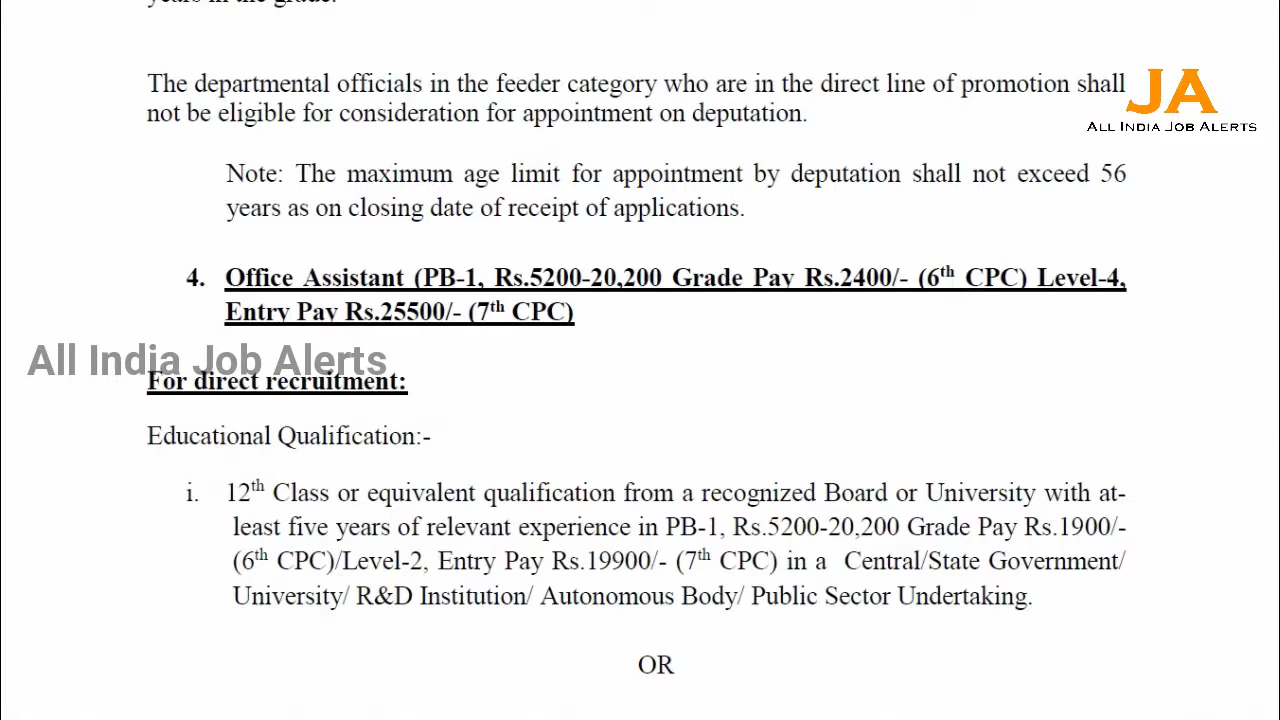 years in the grade.
The departmental officials in the feeder category who are in the direct line of promotion shall
not be eligible for consideration for appointment on deputation.
JA
ALL INDIA JOB ALERTS
Note: The maximum age limit for appointment by deputation shall not exceed 56
years as on closing date of receipt of applications.
4. Office Assistant (PB-1, Rs.5200-20,200 Grade Pay Rs.2400/- (6th CPC) Level-4,
Entry Pay Rs.25500/- (7th CPC)
All India Job Alerts
For direct recruitment:
Educational Qualification:-
i. 12th Class or equivalent qualification from a recognized Board or University with at-
least five years of relevant experience in PB-1, Rs.5200-20,200 Grade Pay Rs.1900/-
(6th CPC)/Level-2, Entry Pay Rs.19900/- (7th CPC) in a Central/State Government/
University/ R&D Institution/ Autonomous Body/ Public Sector Undertaking.
OR